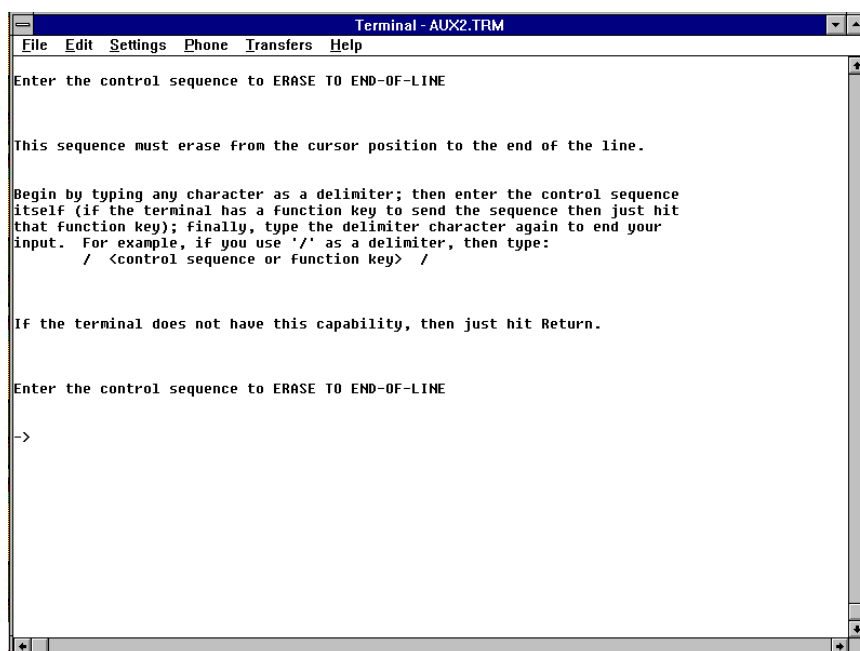 Terminal - AUX2.TRM
File Edit Settings Phone Transfers Help
Enter the control sequence to ERASE TO END-OF-LINE
This sequence must erase from the cursor position to the end of the line.
Begin by typing any character as a delimiter; then enter the control sequence
itself (if the terminal has a function key to send the sequence then just hit
that function key); finally, type the delimiter character again to end your
input.  For example, if you use '/' as a delimiter, then type:
/  <control sequence or function key>  /
If the terminal does not have this capability, then just hit Return.
Enter the control sequence to ERASE TO END-OF-LINE
->